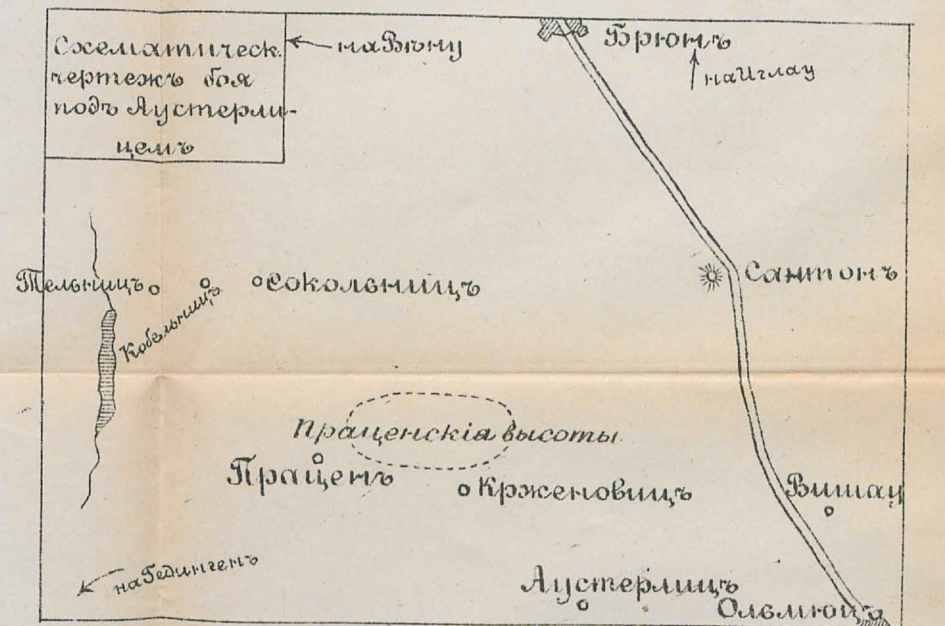 Схематическ.
чертежъ боя
подъ Аустерли-
цемъ
на Вѣну
Брюнъ
на Иглау
Тельницъ
Кобельницъ
Сокольницъ
Сантонъ
Праценскія высоты
Праценъ
Крженовицъ
Вишау
на Гедингенъ
Аустерлицъ
Ольмюцъ